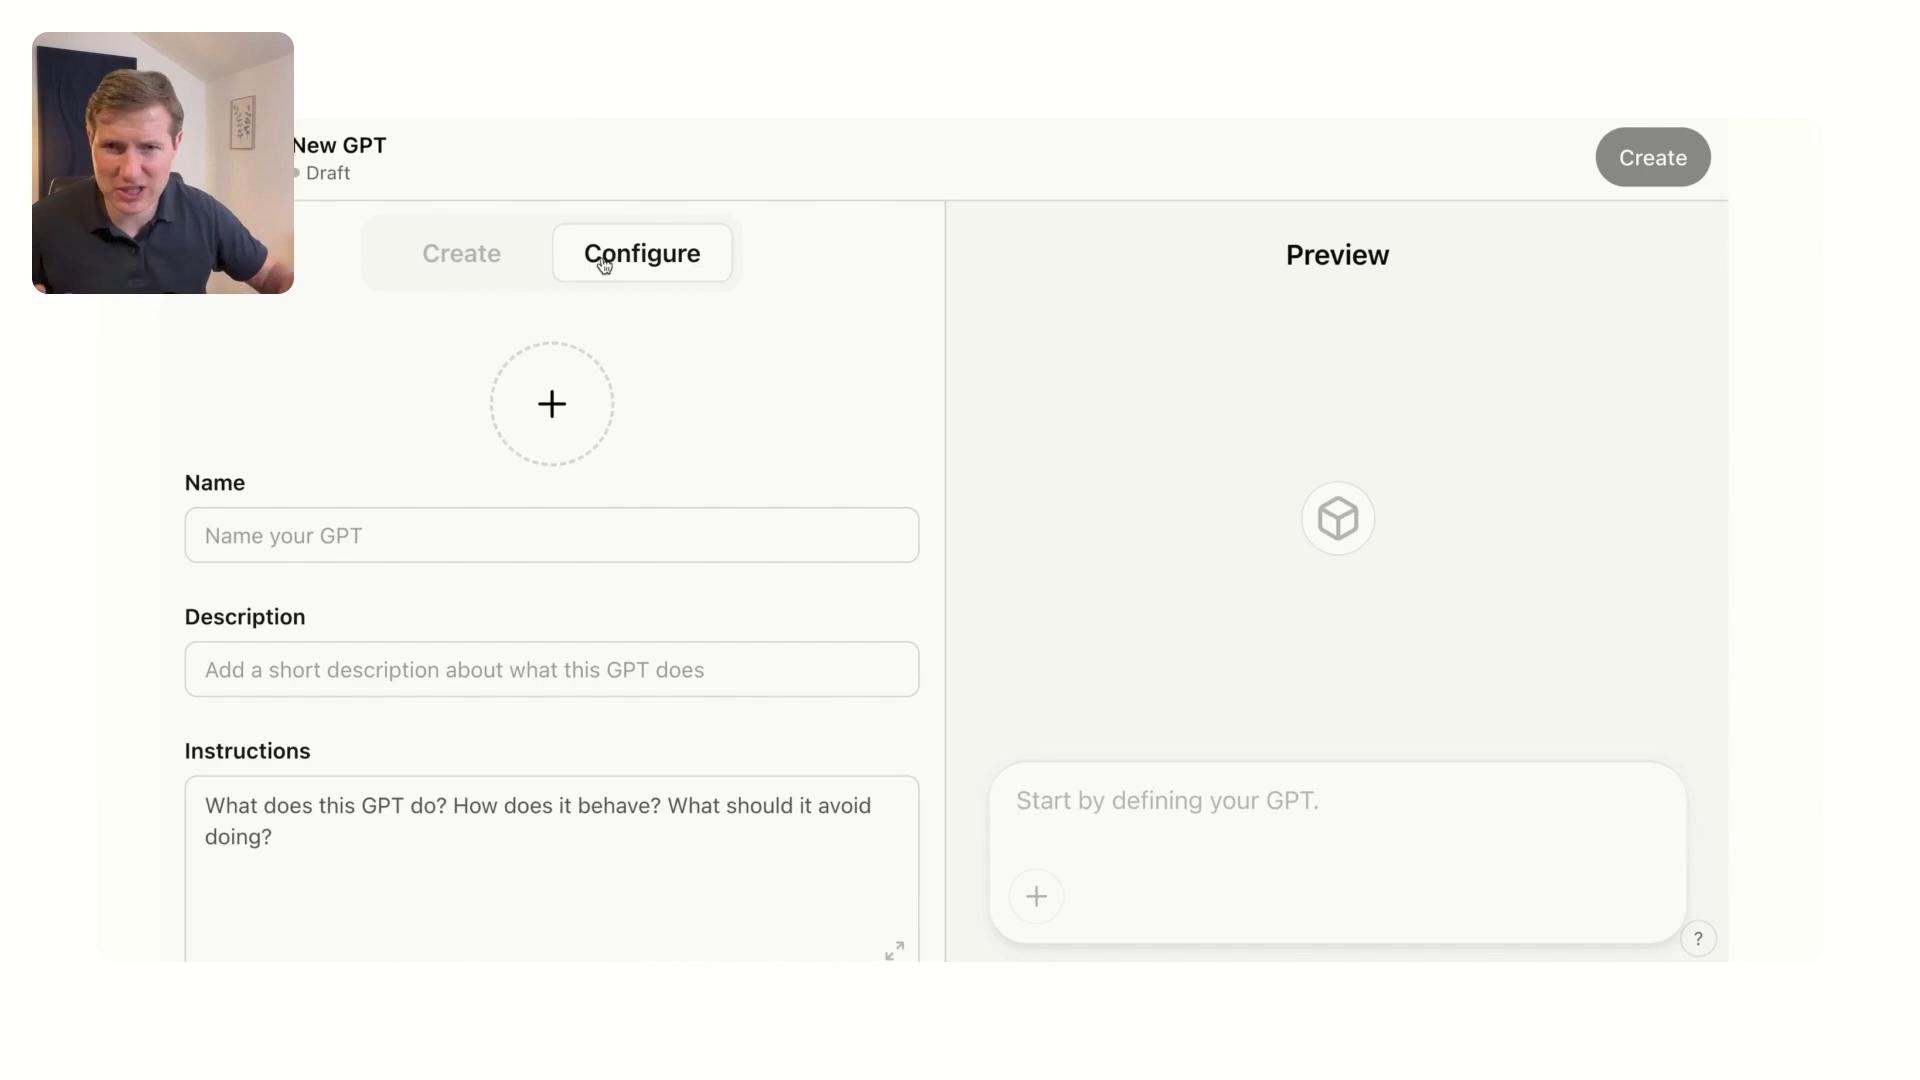 New GPT
Draft
Create
Create
Configure
Preview
Name
Name your GPT
Description
Add a short description about what this GPT does
Instructions
What does this GPT do? How does it behave? What should it avoid
doing?
Start by defining your GPT.
?